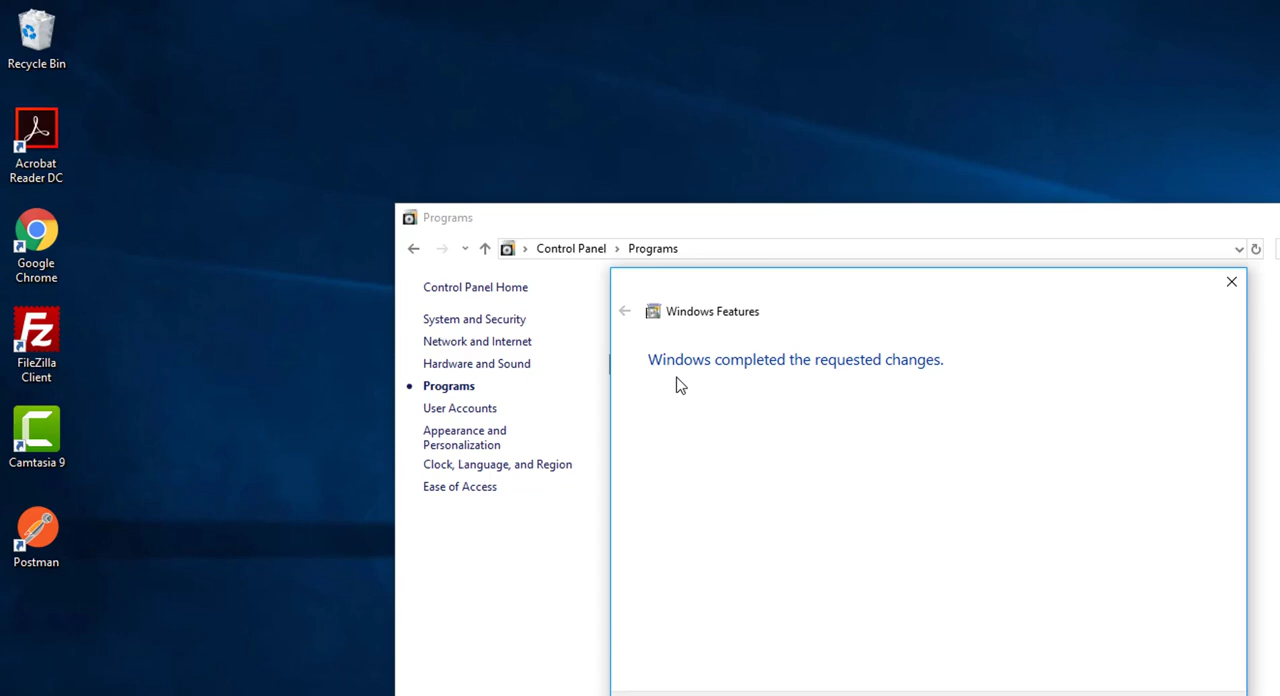 Recycle Bin
Acrobat
Reader DC
Google
Chrome
FileZilla
Client
Camtasia 9
Postman
Programs
Control Panel > Programs
Control Panel Home
System and Security
Network and Internet
Hardware and Sound
Programs
User Accounts
Appearance and
Personalization
Clock, Language, and Region
Ease of Access
Windows Features
Windows completed the requested changes.